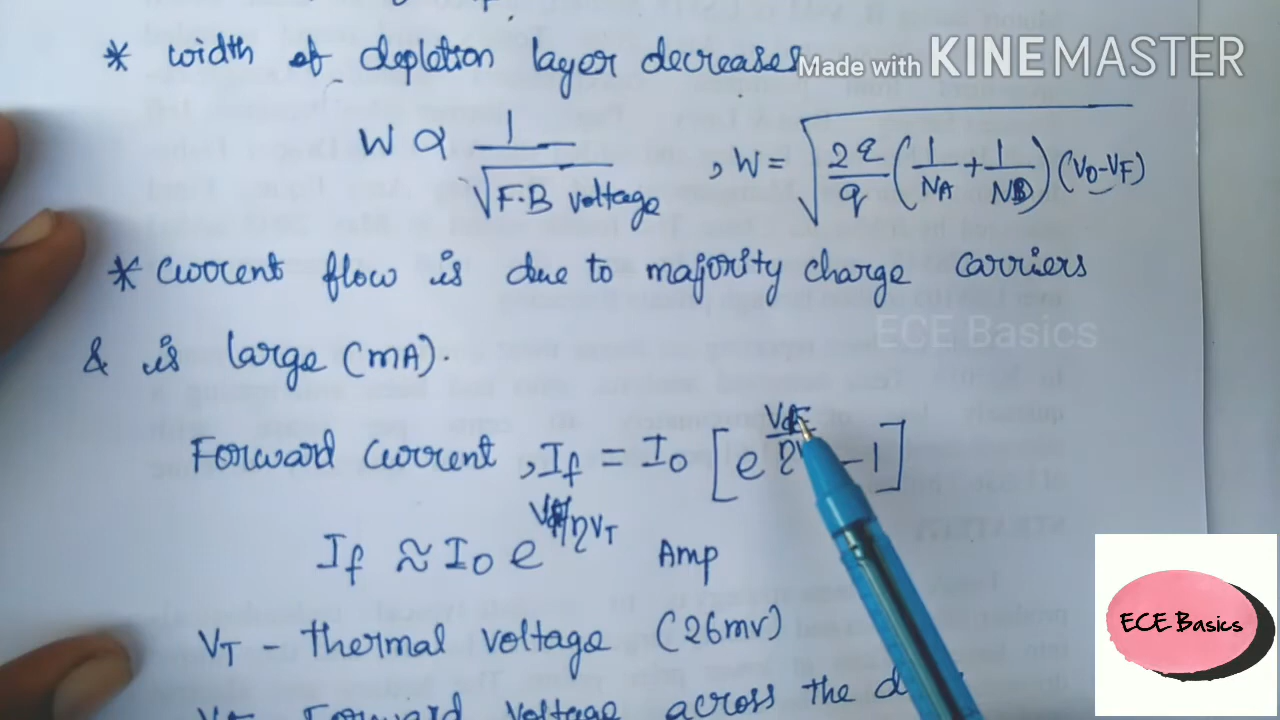 * width of depletion layer decreases
Made with KINEMASTER
W ∝ 1/√F.B voltage , W = √(2ε/q (1/NA + 1/ND) (V0-VF))
* current flow is due to majority charge carriers
ECE Basics
& is large (mA).
Forward current, If = I0 [e -1]
If ≈ I0 e /ηVT Amp
VT - thermal voltage (26mv)
Forward voltage across the
ECE Basics